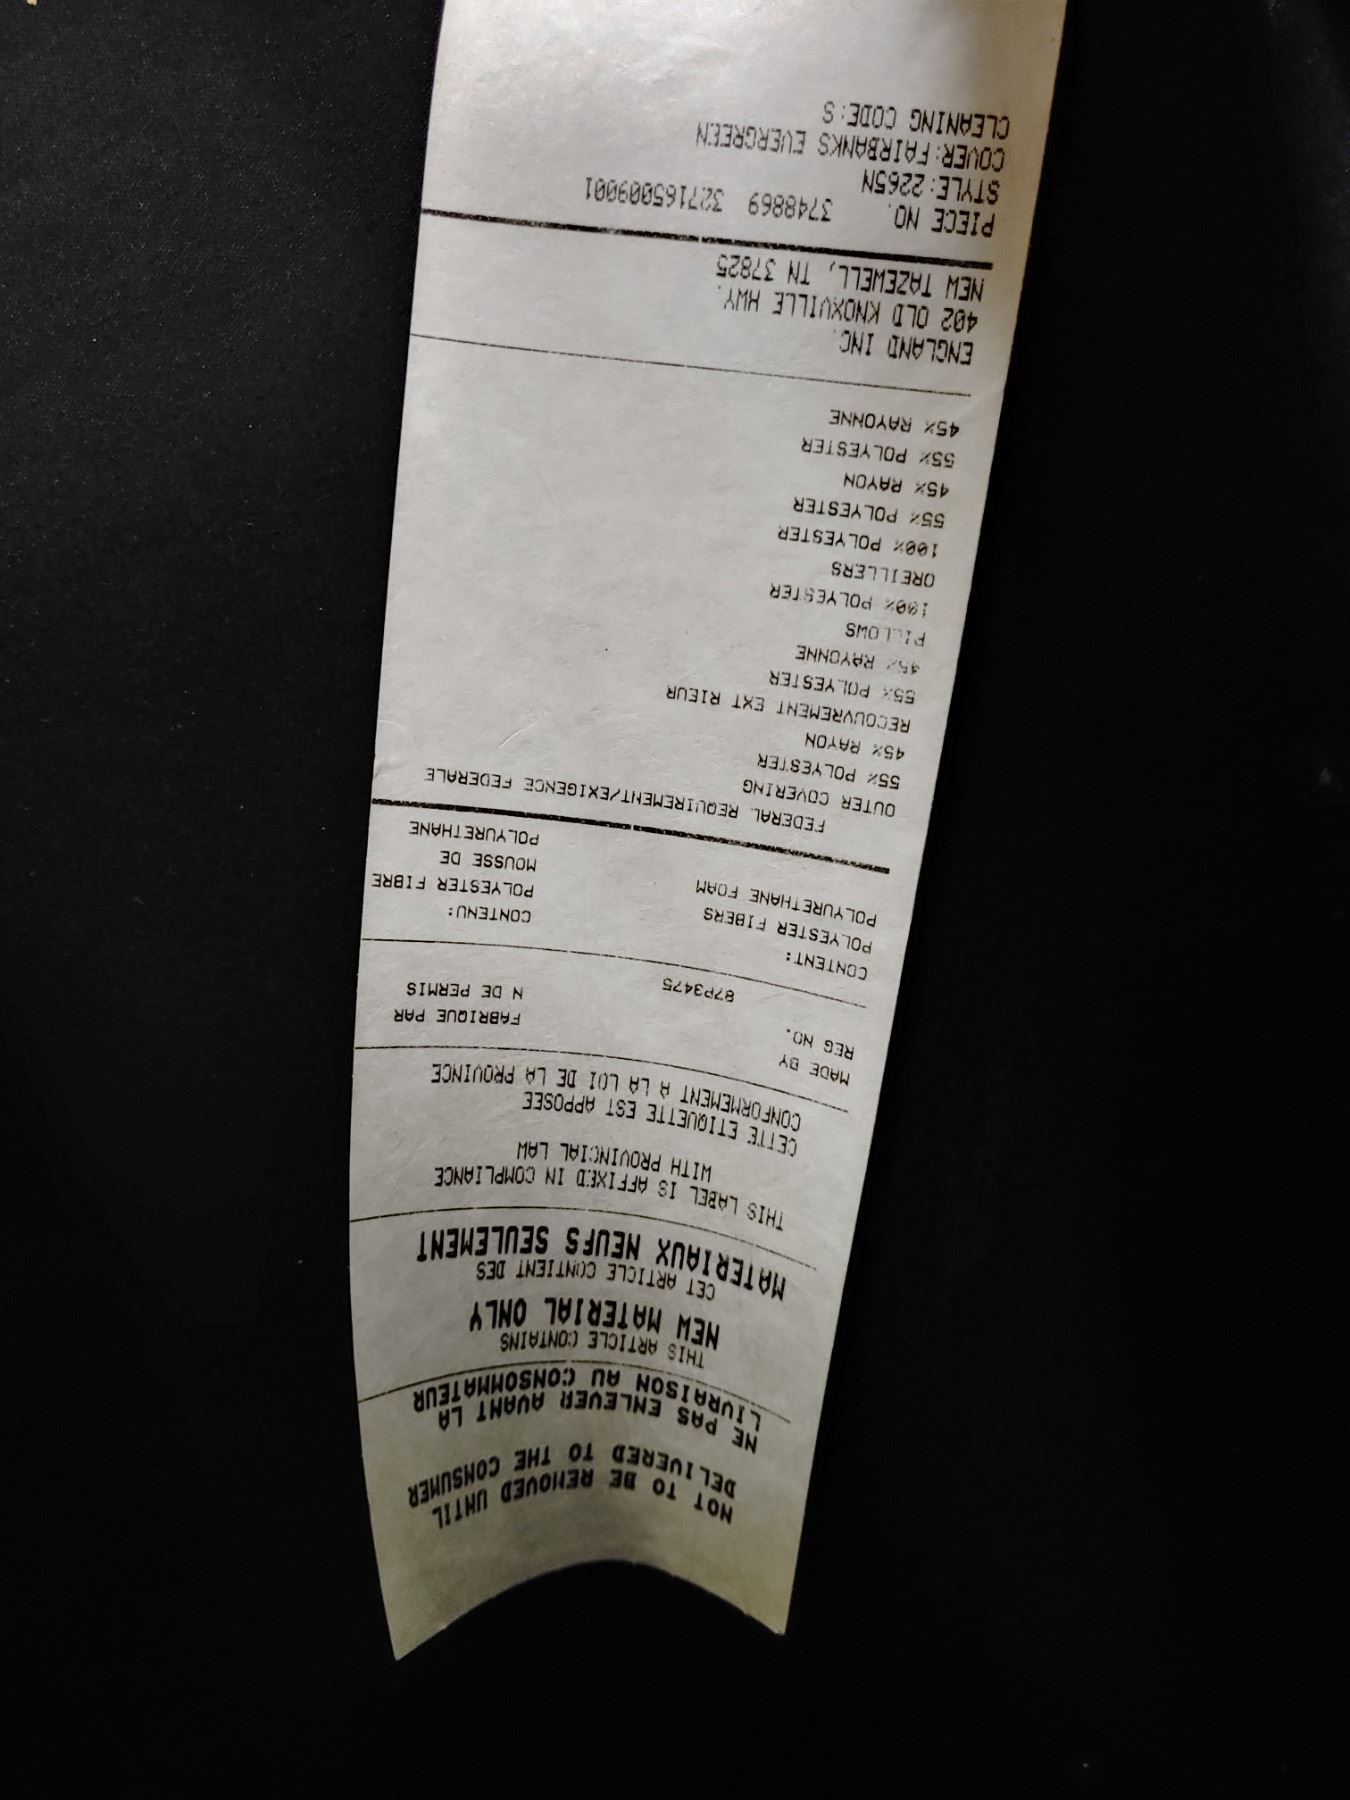 NOT TO BE REMOVED UNTIL
DELIVERED TO THE CONSUMER
NE PAS ENLEVER AVANT LA
LIVRAISON AU CONSOMMATEUR
THIS ARTICLE CONTAINS
NEW MATERIAL ONLY
CET ARTICLE CONTIENT DES
MATERIAUX NEUFS SEULEMENT
THIS LABEL IS AFFIXED IN COMPLIANCE
WITH PROVINCIAL LAW
CETTE ETIQUETTE EST APPOSEE
CONFORMEMENT A LA LOI DE LA PROVINCE
MADE BY FABRIQUE PAR
REG NO. 87P3475 N DE PERMIS
CONTENT: CONTENU:
POLYESTER FIBERS POLYESTER FIBRE
POLYURETHANE FOAM MOUSSE DE
POLYURETHANE
FEDERAL REQUIREMENT/EXIGENCE FEDERALE
OUTER COVERING
55% POLYESTER
45% RAYON
RECOUVREMENT EXT RIEUR
55% POLYESTER
45% RAYONNE
PILLOWS
100% POLYESTER
OREILLERS
100% POLYESTER
55% POLYESTER
45% RAYON
55% POLYESTER
45% RAYONNE
ENGLAND INC.
402 OLD KNOXVILLE HWY.
NEW TAZEWELL, TN 37825
PIECE NO. 3748869 327165009001
STYLE:2265N
COVER:FAIRBANKS EVERGREEN
CLEANING CODE:S